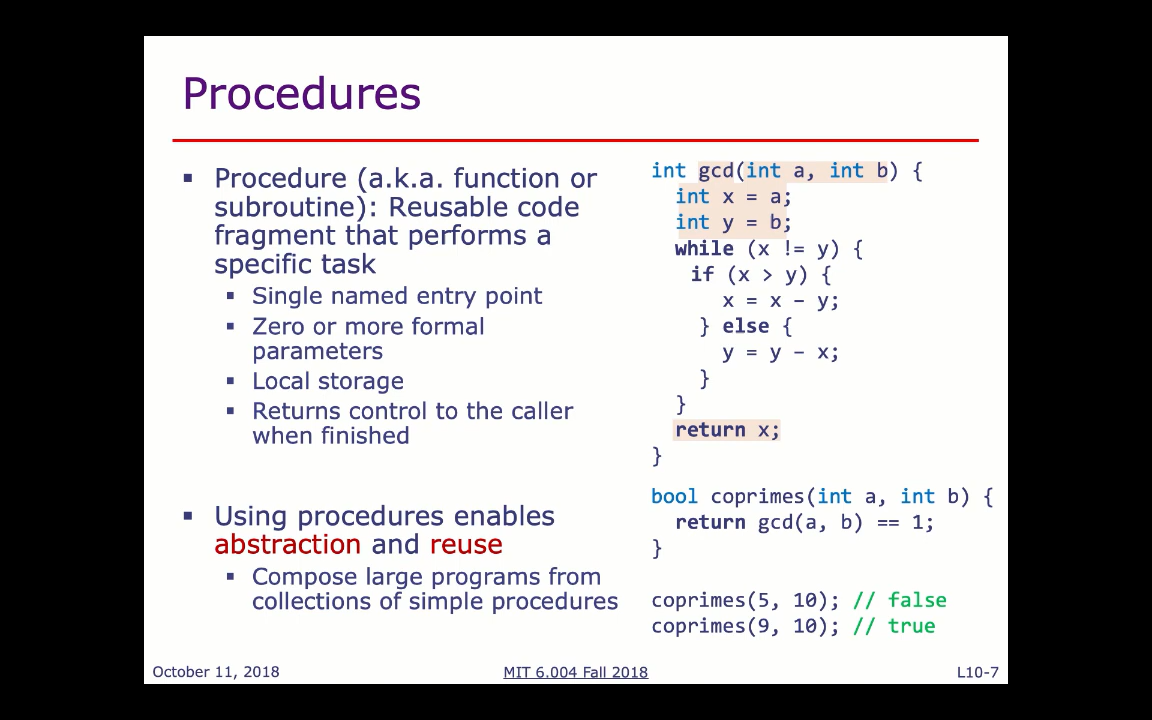 Procedures
▪ Procedure (a.k.a. function or
subroutine): Reusable code
fragment that performs a
specific task
▪ Single named entry point
▪ Zero or more formal
parameters
▪ Local storage
▪ Returns control to the caller
when finished
▪ Using procedures enables
abstraction and reuse
▪ Compose large programs from
collections of simple procedures
int gcd(int a, int b) {
int x = a;
int y = b;
while (x != y) {
if (x > y) {
x = x – y;
} else {
y = y – x;
}
}
return x;
}
bool coprimes(int a, int b) {
return gcd(a, b) == 1;
}
coprimes(5, 10); // false
coprimes(9, 10); // true
October 11, 2018
MIT 6.004 Fall 2018
L10-7